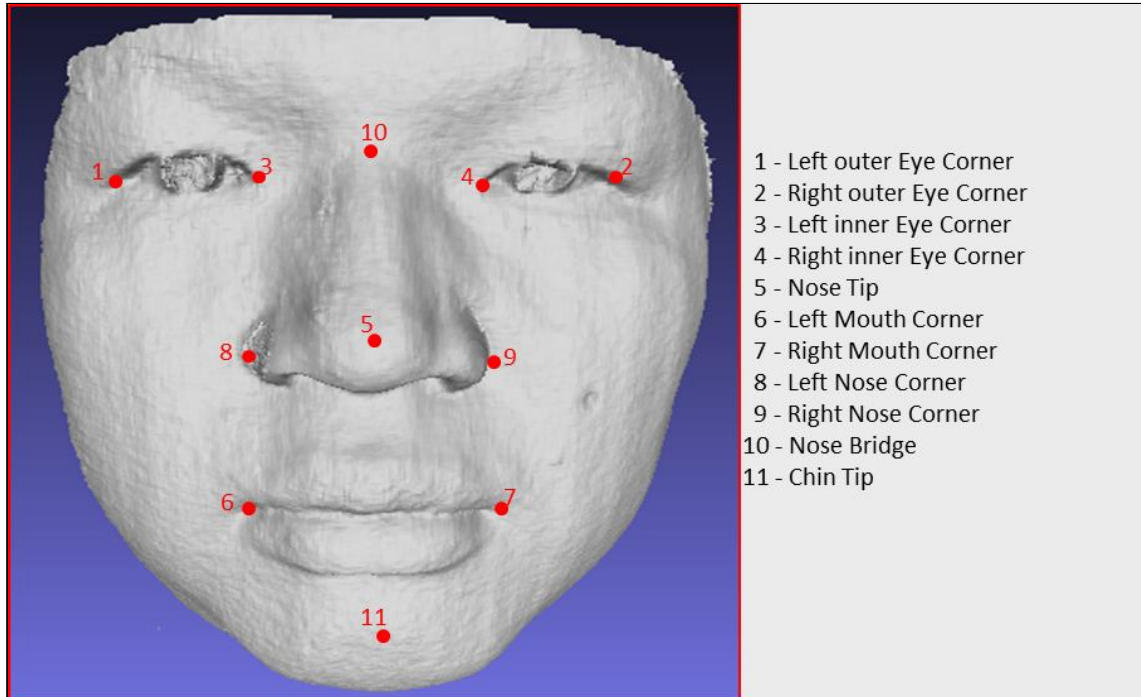 10
1
3
4
2
5
8
9
6
7
11
1 - Left outer Eye Corner
2 - Right outer Eye Corner
3 - Left inner Eye Corner
4 - Right inner Eye Corner
5 - Nose Tip
6 - Left Mouth Corner
7 - Right Mouth Corner
8 - Left Nose Corner
9 - Right Nose Corner
10 - Nose Bridge
11 - Chin Tip